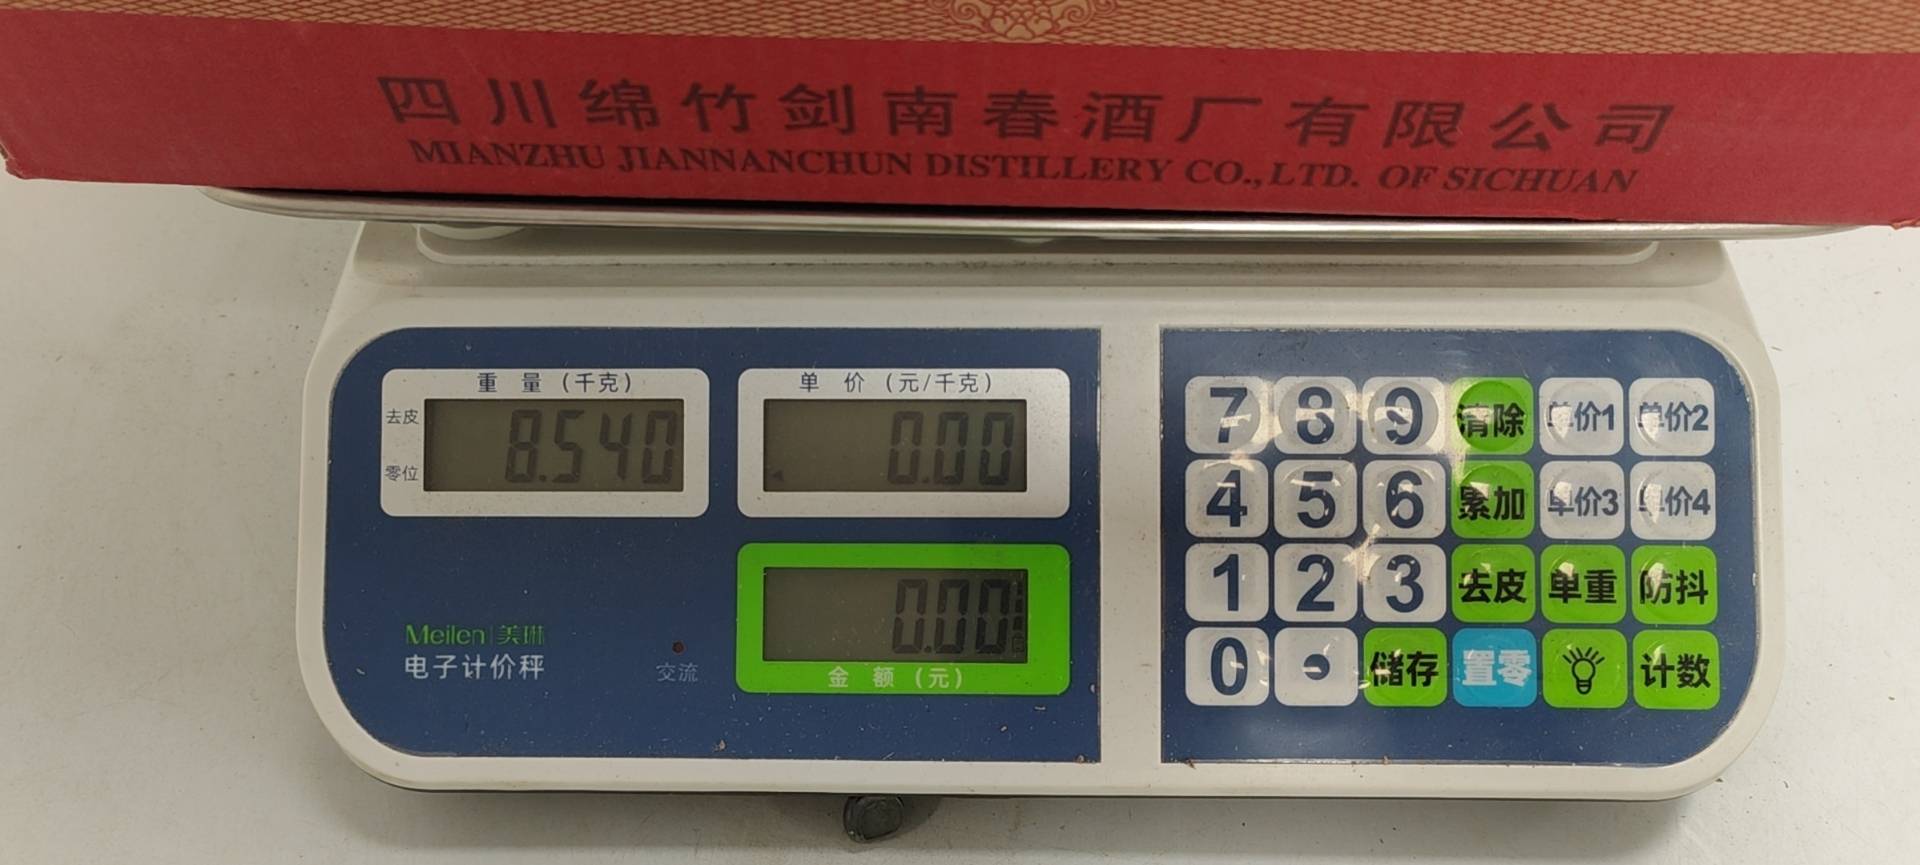 四川绵竹剑南春酒厂有限公司
MIANZHU JIANNANCHUN DISTILLERY CO.,LTD. OF SICHUAN
重 量 (千克)
去皮
零位
8.540
单 价 (元/千克)
0.00
0.00
金 额 (元)
Meilen|美琳
电子计价秤
交流
7 8 9 清除 单价1 单价2
4 5 6 累加 单价3 单价4
1 2 3 去皮 单重 防抖
0 . 储存 置零 计数